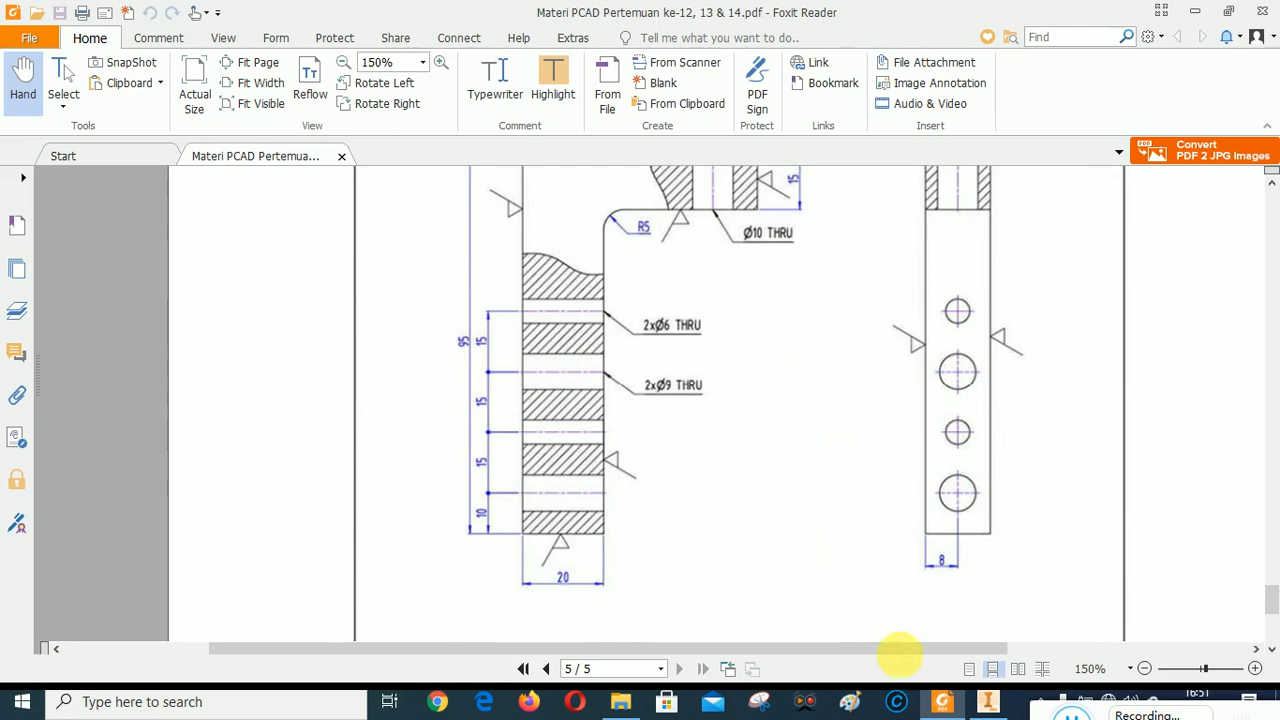 Materi PCAD Pertemuan ke-12, 13 & 14.pdf - Foxit Reader
File Home Comment View Form Protect Share Connect Help Extras Tell me what you want to do... Find
Hand
Select
SnapShot
Clipboard
Tools
Actual Size
Fit Page
Fit Width
Fit Visible
Reflow
150%
Rotate Left
Rotate Right
View
Typewriter
Highlight
Comment
From File
From Scanner
Blank
From Clipboard
Create
PDF Sign
Protect
Link
Bookmark
Links
File Attachment
Image Annotation
Audio & Video
Insert
Start
Materi PCAD Pertemua...
Convert
PDF 2 JPG Images
15
R5
Ø10 THRU
2xØ6 THRU
95
15
2xØ9 THRU
15
15
10
8
20
5 / 5
150%
Type here to search
16:51
Recording...